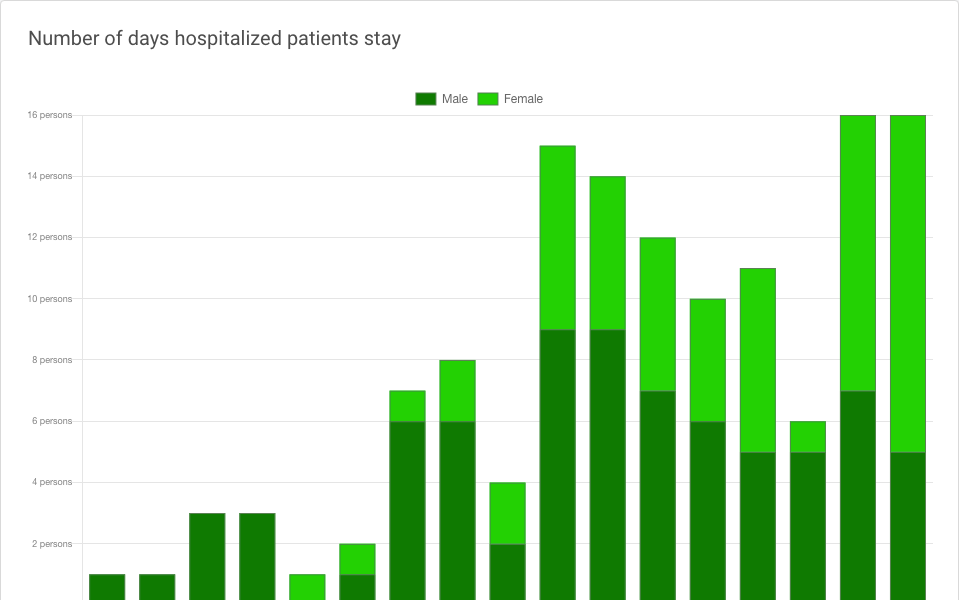 Number of days hospitalized patients stay
Male Female
16 persons
14 persons
12 persons
10 persons
8 persons
6 persons
4 persons
2 persons